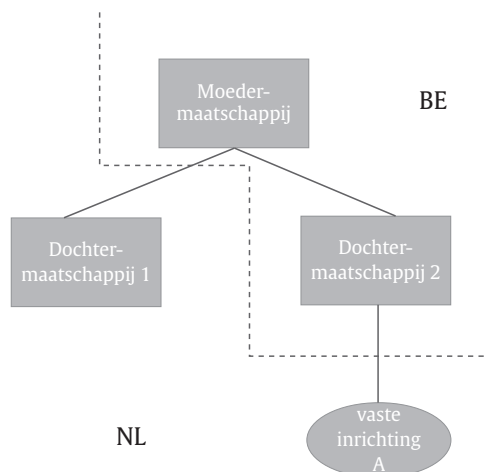 Moeder-
maatschappij
BE
Dochter-
maatschappij 1
Dochter-
maatschappij 2
NL
vaste
inrichting
A